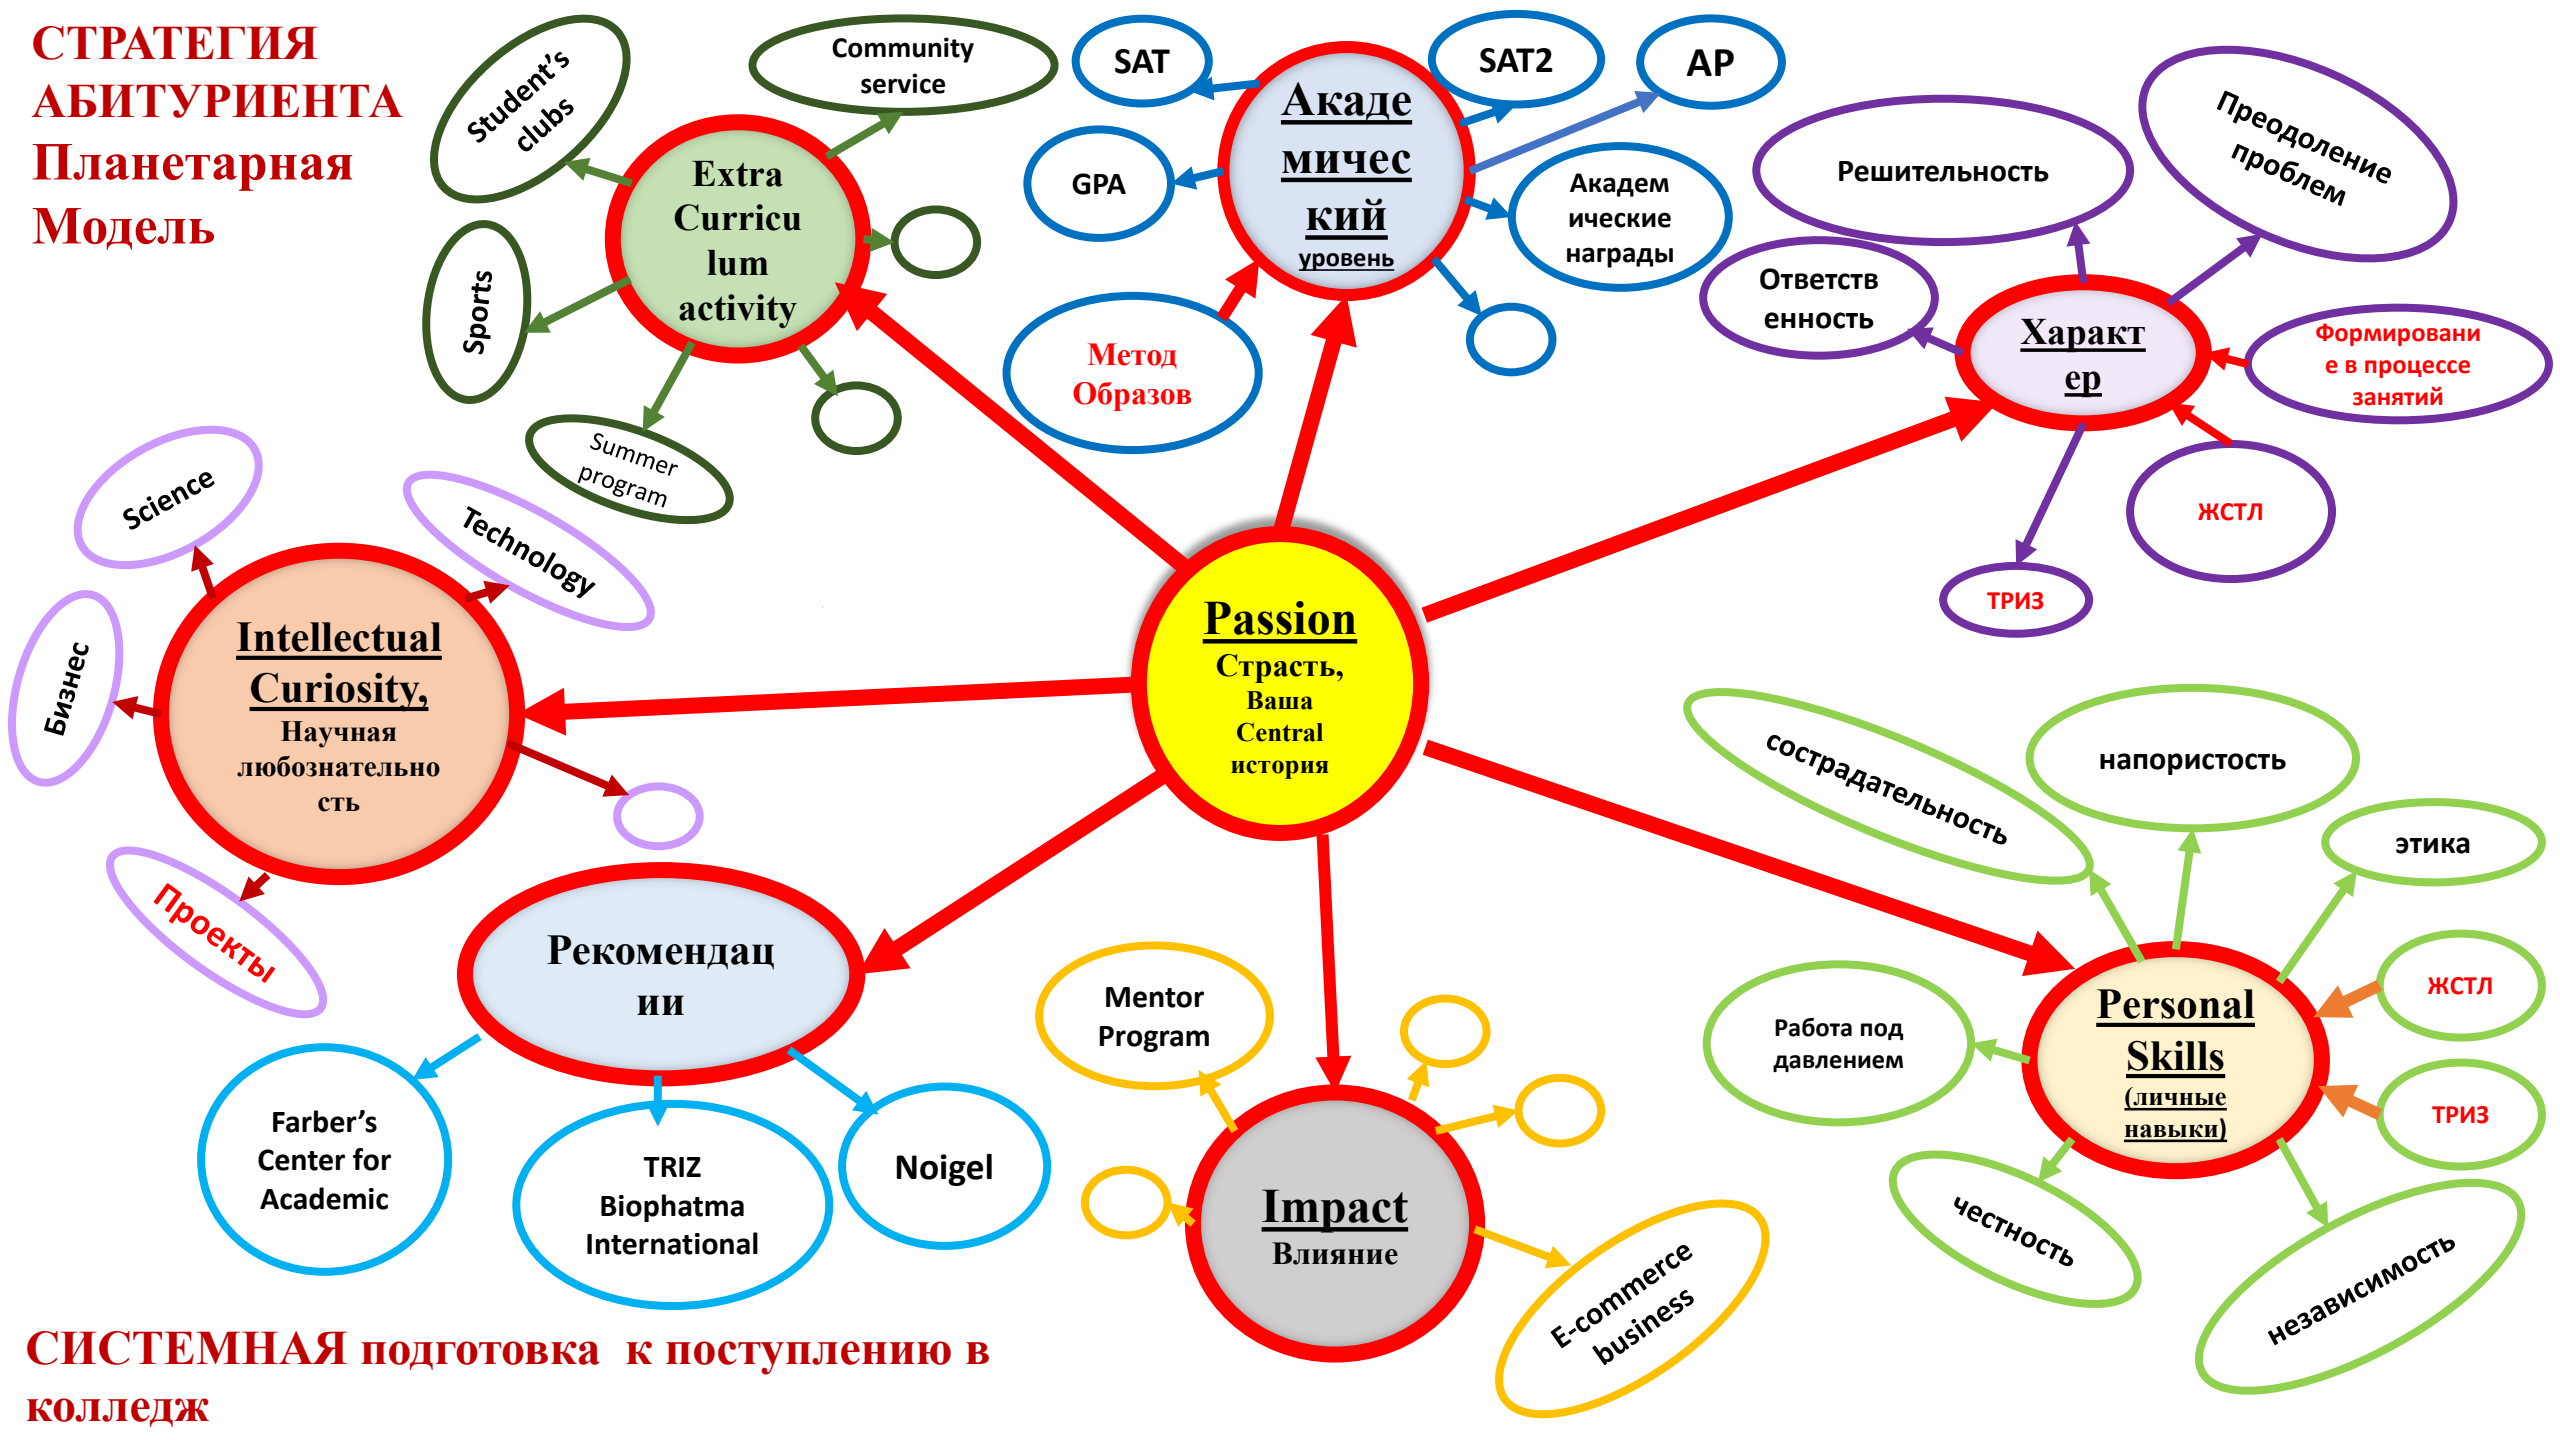 СТРАТЕГИЯ
АБИТУРИЕНТА
Планетарная
Модель
Student's
clubs
Community
service
Sports
Extra
Curricu
lum
activity
Summer
program
SAT
SAT2
AP
GPA
Акаде
мичес
кий
уровень
Академ
ические
награды
Метод
Образов
Решительность
Преодоление
проблем
Ответств
енность
Характ
ер
Формировани
е в процессе
занятий
ЖСТЛ
ТРИЗ
Science
Technology
Бизнес
Intellectual
Curiosity,
Научная
любознательно
сть
Проекты
Passion
Страсть,
Ваша
Central
история
сострадательность
напористость
этика
ЖСТЛ
ТРИЗ
Работа под
давлением
Personal
Skills
(личные
навыки)
честность
независимость
Рекомендац
ии
Farber's
Center for
Academic
TRIZ
Biophatma
International
Noigel
Mentor
Program
Impact
Влияние
E-commerce
business
СИСТЕМНАЯ подготовка к поступлению в
колледж